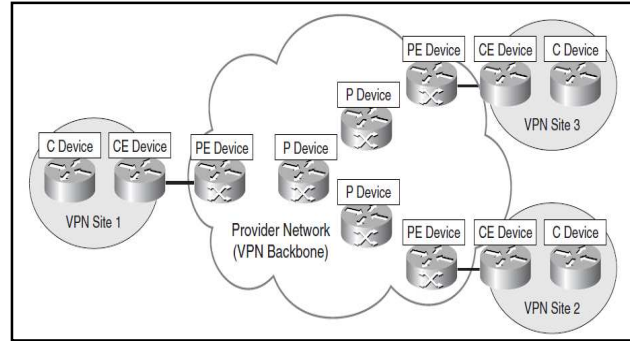 PE Device
CE Device
C Device
P Device
VPN Site 3
C Device
CE Device
PE Device
P Device
P Device
VPN Site 1
Provider Network
(VPN Backbone)
PE Device
CE Device
C Device
VPN Site 2